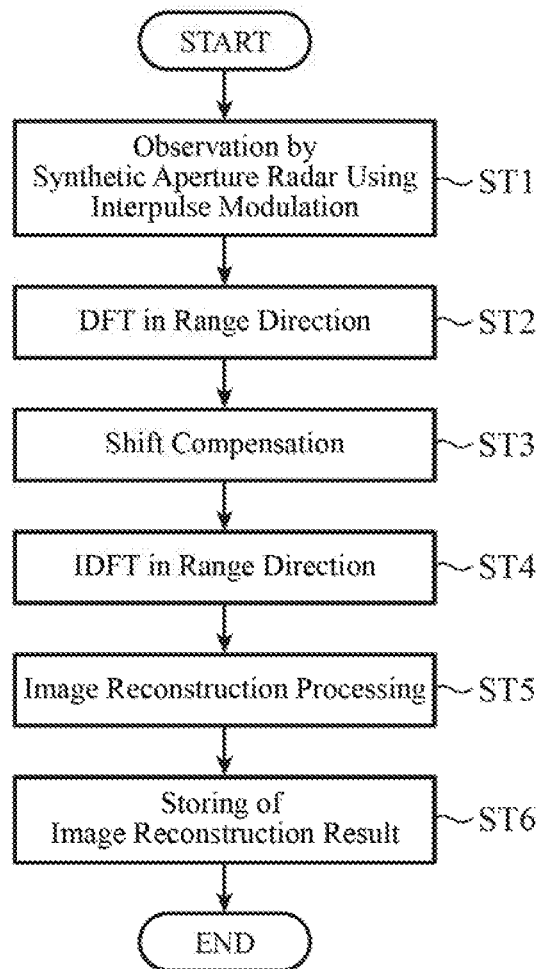 START
Observation by
Synthetic Aperture Radar Using
Interpulse Modulation
ST1
DFT in Range Direction
ST2
Shift Compensation
ST3
IDFT in Range Direction
ST4
Image Reconstruction Processing
ST5
Storing of
Image Reconstruction Result
ST6
END